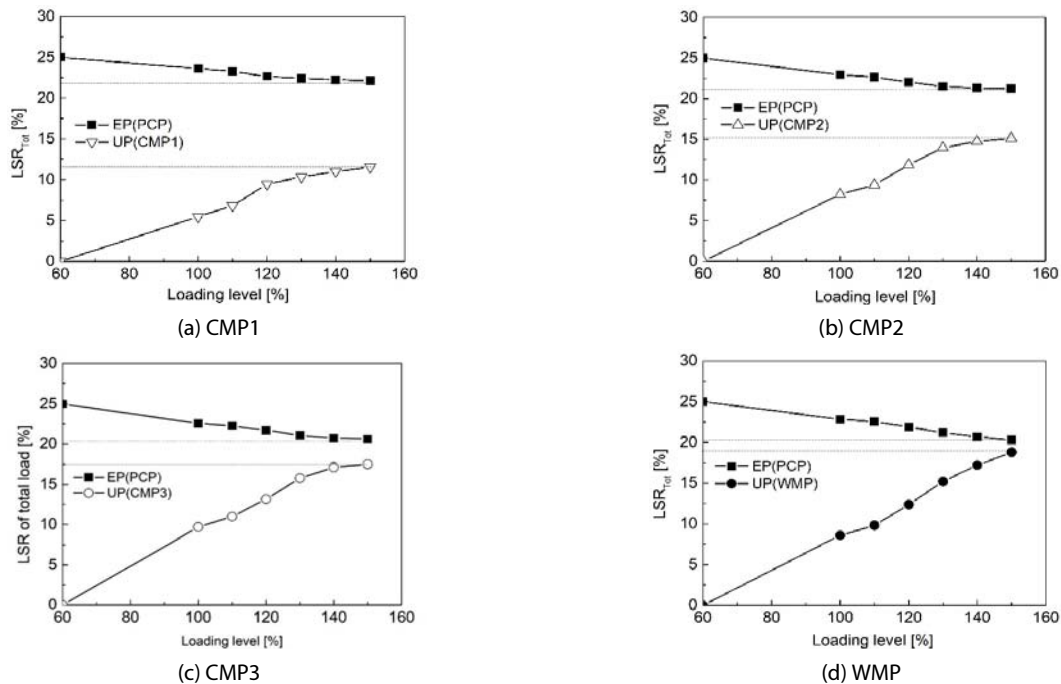 30
25
20
15
10
5
0
LSR_Tot [%]
EP(PCP)
UP(CMP1)
60 80 100 120 140 160
Loading level [%]
(a) CMP1
30
25
20
15
10
5
0
LSR_Tot [%]
EP(PCP)
UP(CMP2)
60 80 100 120 140 160
Loading level [%]
(b) CMP2
30
25
20
15
10
5
0
LSR of total load [%]
EP(PCP)
UP(CMP3)
60 80 100 120 140 160
Loading level [%]
(c) CMP3
30
25
20
15
10
5
0
LSR_Tot [%]
EP(PCP)
UP(WMP)
60 80 100 120 140 160
Loading level [%]
(d) WMP